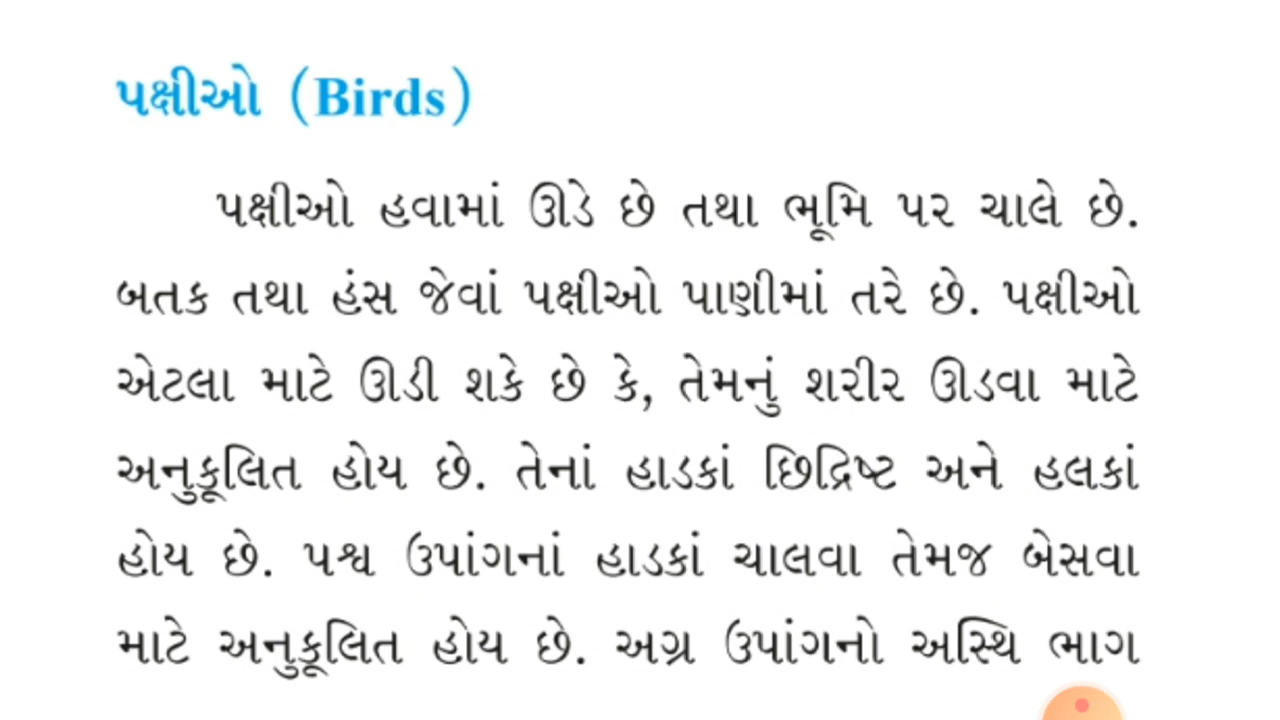 પક્ષીઓ (Birds)
પક્ષીઓ હવામાં ઊડે છે તથા ભૂમિ પર ચાલે છે.
બતક તથા હંસ જેવાં પક્ષીઓ પાણીમાં તરે છે. પક્ષીઓ
એટલા માટે ઊડી શકે છે કે, તેમનું શરીર ઊડવા માટે
અનુકૂલિત હોય છે. તેનાં હાડકાં છિદ્રિષ્ટ અને હલકાં
હોય છે. પશ્વ ઉપાંગનાં હાડકાં ચાલવા તેમજ બેસવા
માટે અનુકૂલિત હોય છે. અગ્ર ઉપાંગનો અસ્થિ ભાગ